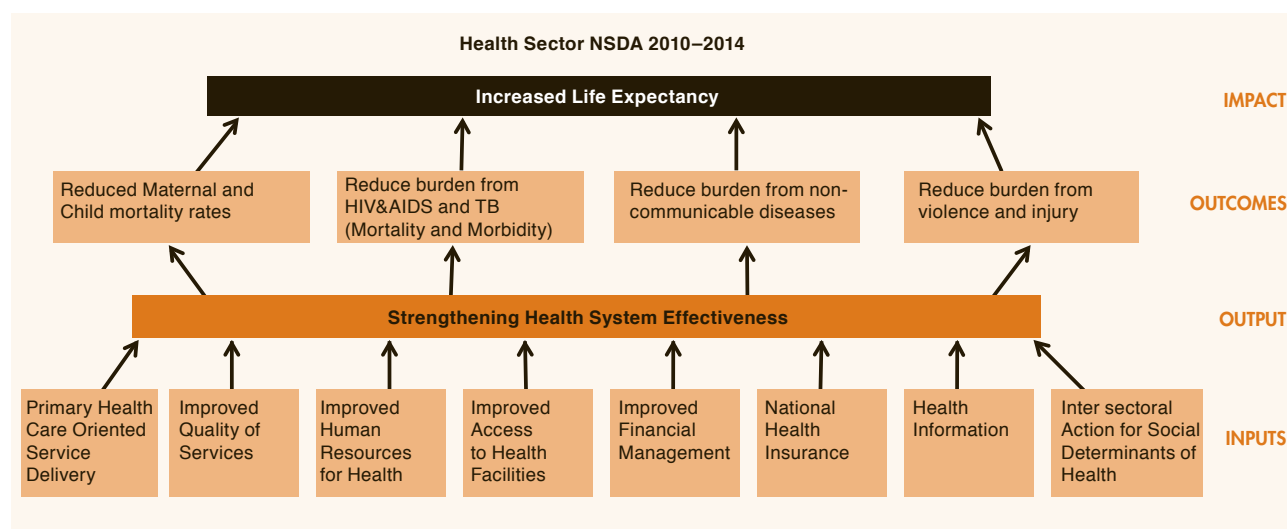 Health Sector NSDA 2010–2014
Increased Life Expectancy
IMPACT
Reduced Maternal and
Child mortality rates
Reduce burden from
HIV&AIDS and TB
(Mortality and Morbidity)
Reduce burden from non-
communicable diseases
Reduce burden from
violence and injury
OUTCOMES
Strengthening Health System Effectiveness
OUTPUT
Primary Health
Care Oriented
Service
Delivery
Improved
Quality of
Services
Improved
Human
Resources
for Health
Improved
Access
to Health
Facilities
Improved
Financial
Management
National
Health
Insurance
Health
Information
Inter sectoral
Action for Social
Determinants of
Health
INPUTS